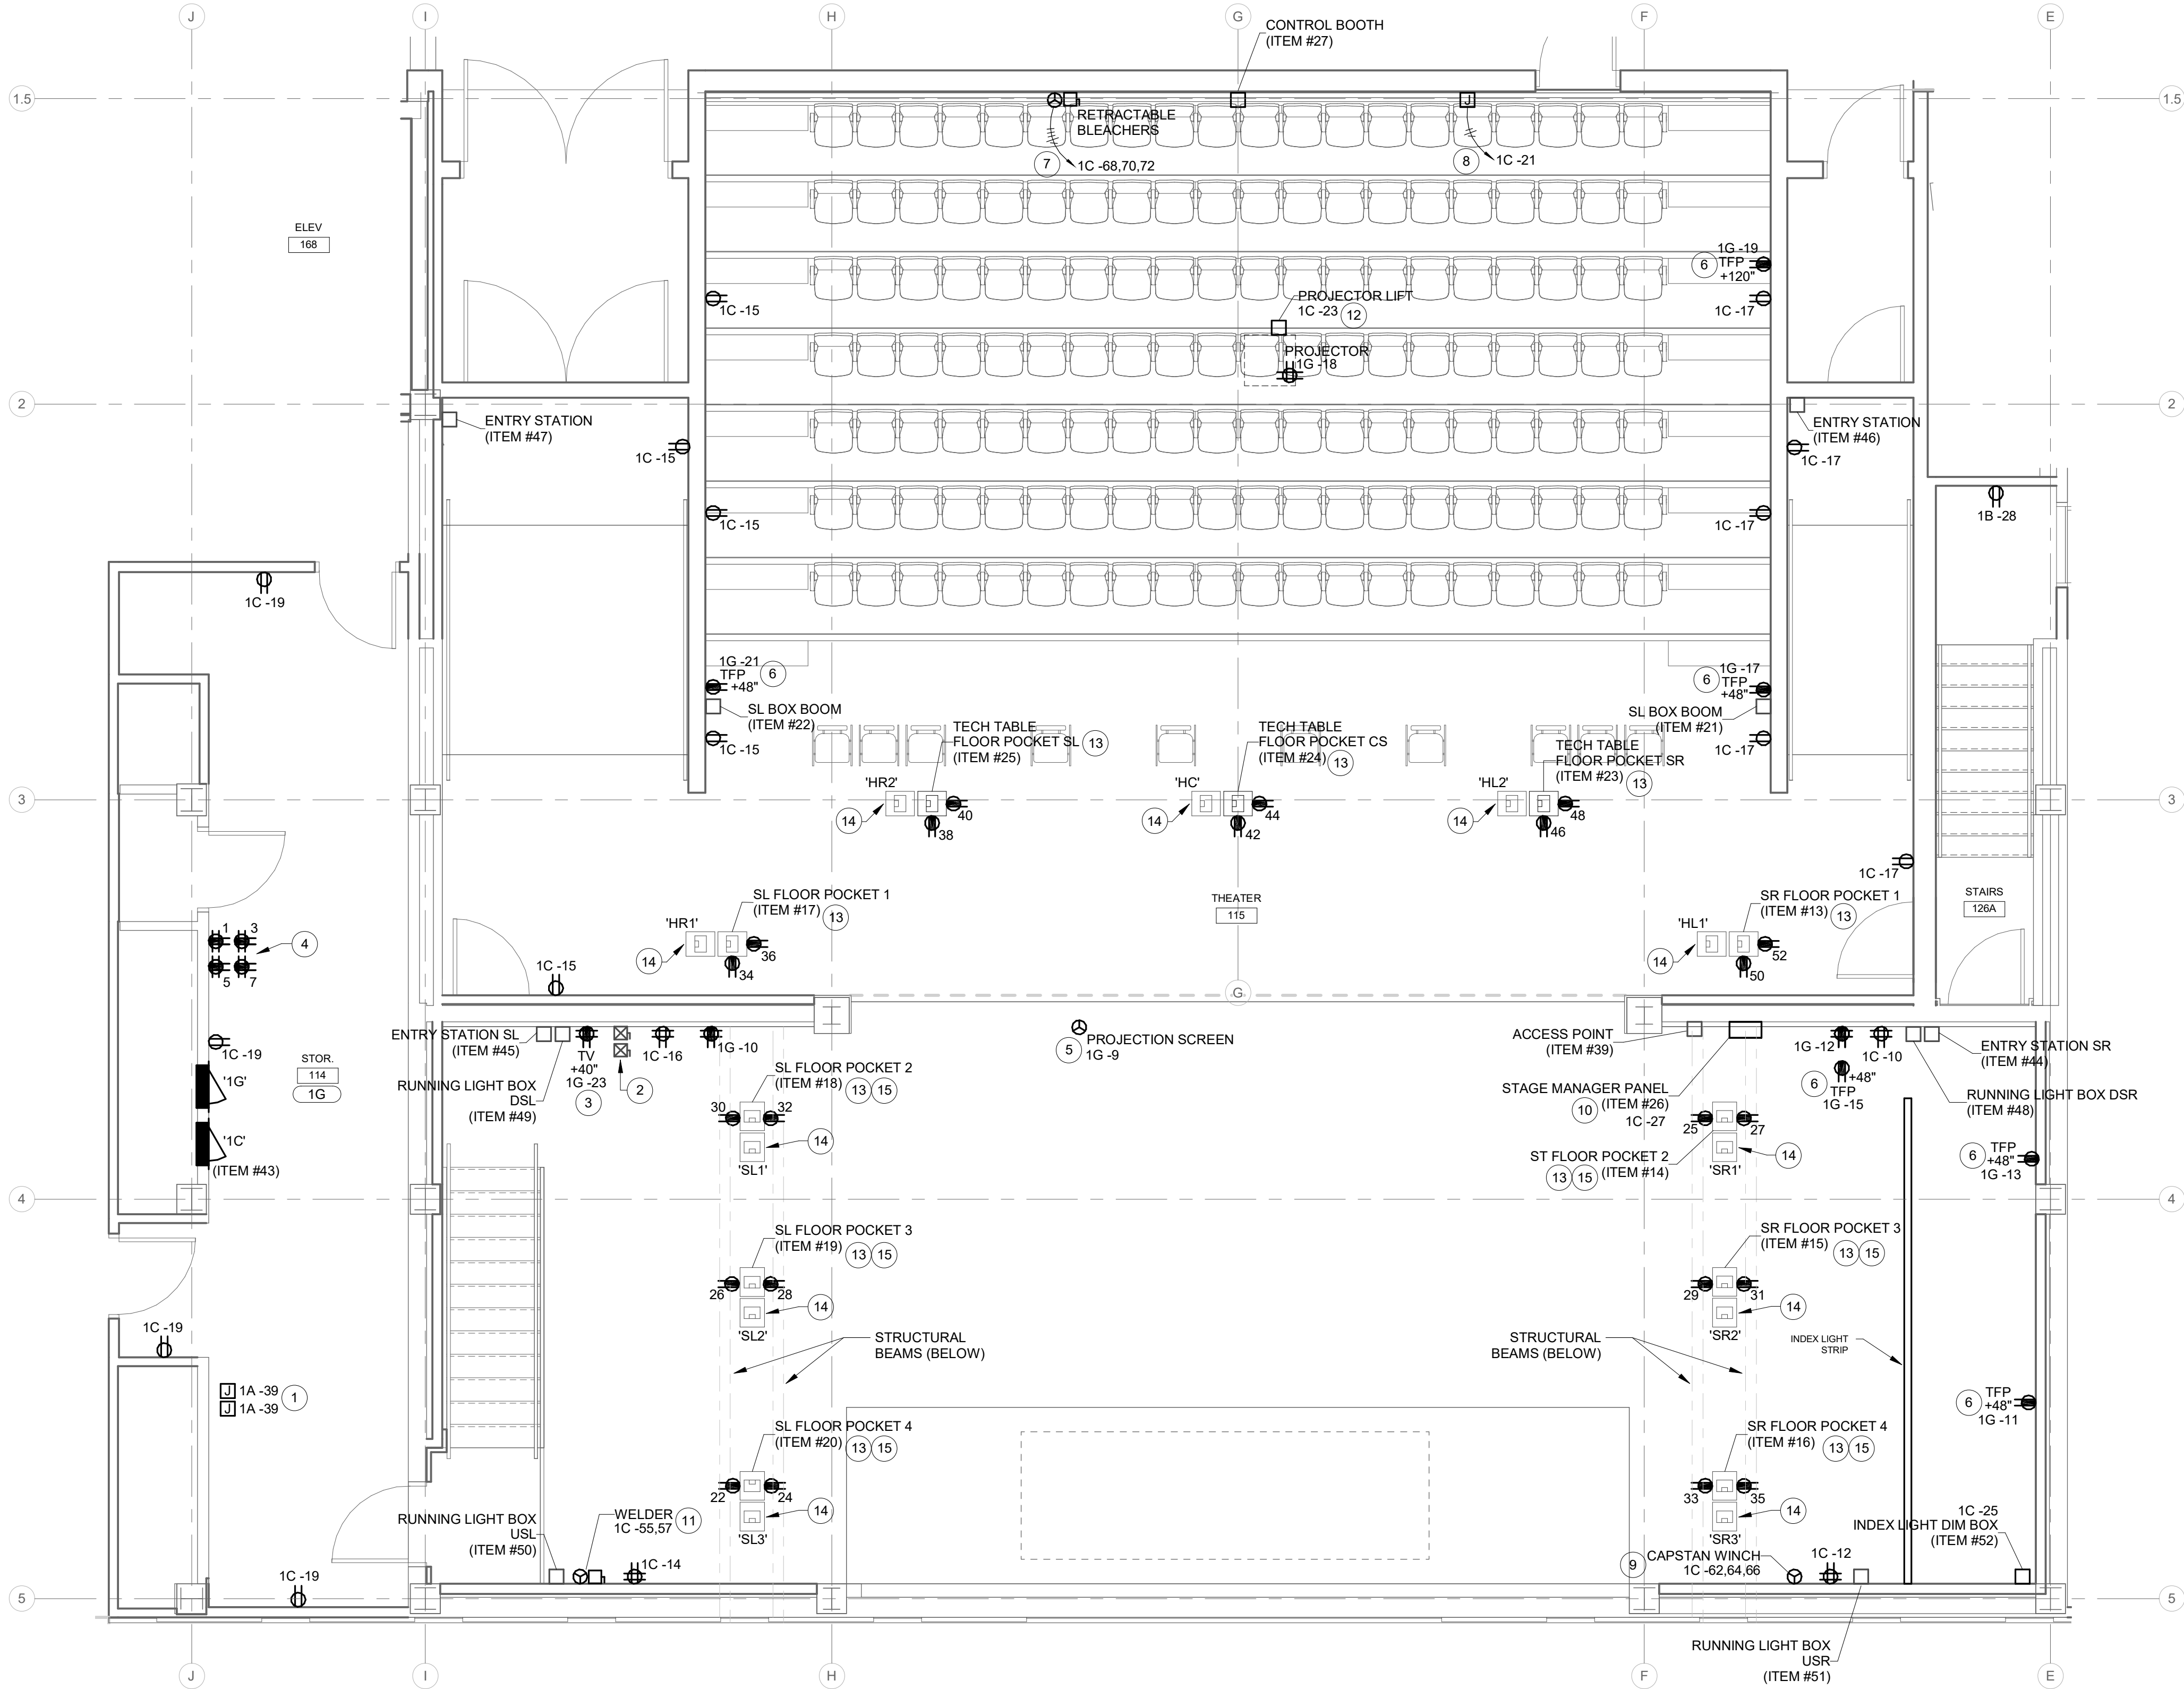 J
I
H
G
F
E
CONTROL BOOTH
(ITEM #27)
1.5
1.5
J
RETRACTABLE
BLEACHERS
7
1C -68,70,72
8
1C -21
ELEV
168
1G -19
6
TFP
+120"
1C -15
1C -17
PROJECTOR LIFT
1C -23
12
PROJECTOR
1G -18
2
2
ENTRY STATION
(ITEM #47)
ENTRY STATION
(ITEM #46)
1C -15
1C -17
1C -15
1C -17
1B -28
1C -19
1G -21
TFP
+48"
6
1G -17
6
TFP
+48"
SL BOX BOOM
(ITEM #22)
SL BOX BOOM
(ITEM #21)
1C -15
1C -17
TECH TABLE
FLOOR POCKET SL
(ITEM #25)
13
TECH TABLE
FLOOR POCKET CS
(ITEM #24)
13
TECH TABLE
FLOOR POCKET SR
(ITEM #23)
13
'HR2'
'HC'
'HL2'
3
3
14
40
38
14
44
42
14
48
46
1C -17
SL FLOOR POCKET 1
(ITEM #17)
13
THEATER
115
SR FLOOR POCKET 1
(ITEM #13)
13
STAIRS
126A
'HR1'
'HL1'
1
3
4
5
7
14
36
34
14
52
50
1C -15
G
1C -19
STOR.
114
1G
'1G'
'1C'
(ITEM #43)
ENTRY STATION SL
(ITEM #45)
TV
+40"
1G -23
3
1C -16
1G -10
2
RUNNING LIGHT BOX
DSL
(ITEM #49)
5
PROJECTION SCREEN
1G -9
ACCESS POINT
(ITEM #39)
1G -12
1C -10
ENTRY STATION SR
(ITEM #44)
STAGE MANAGER PANEL
10
(ITEM #26)
1C -27
6
+48"
TFP
1G -15
RUNNING LIGHT BOX DSR
(ITEM #48)
SL FLOOR POCKET 2
(ITEM #18)
13
15
30
32
14
'SL1'
25
27
ST FLOOR POCKET 2
13
15
(ITEM #14)
14
'SR1'
6
TFP
+48"
1G -13
4
4
SL FLOOR POCKET 3
(ITEM #19)
13
15
26
28
14
'SL2'
SR FLOOR POCKET 3
(ITEM #15)
13
15
29
31
14
'SR2'
1C -19
STRUCTURAL
BEAMS (BELOW)
STRUCTURAL
BEAMS (BELOW)
INDEX LIGHT
STRIP
J
1A -39
J
1A -39
1
6
TFP
+48"
1G -11
SL FLOOR POCKET 4
(ITEM #20)
13
15
22
24
14
'SL3'
SR FLOOR POCKET 4
(ITEM #16)
13
15
33
35
14
'SR3'
RUNNING LIGHT BOX
USL
(ITEM #50)
WELDER
1C -55,57
11
1C -14
1C -25
INDEX LIGHT DIM BOX
(ITEM #52)
9
CAPSTAN WINCH
1C -62,64,66
1C -12
1C -19
5
5
RUNNING LIGHT BOX
USR
(ITEM #51)
J
I
H
F
E